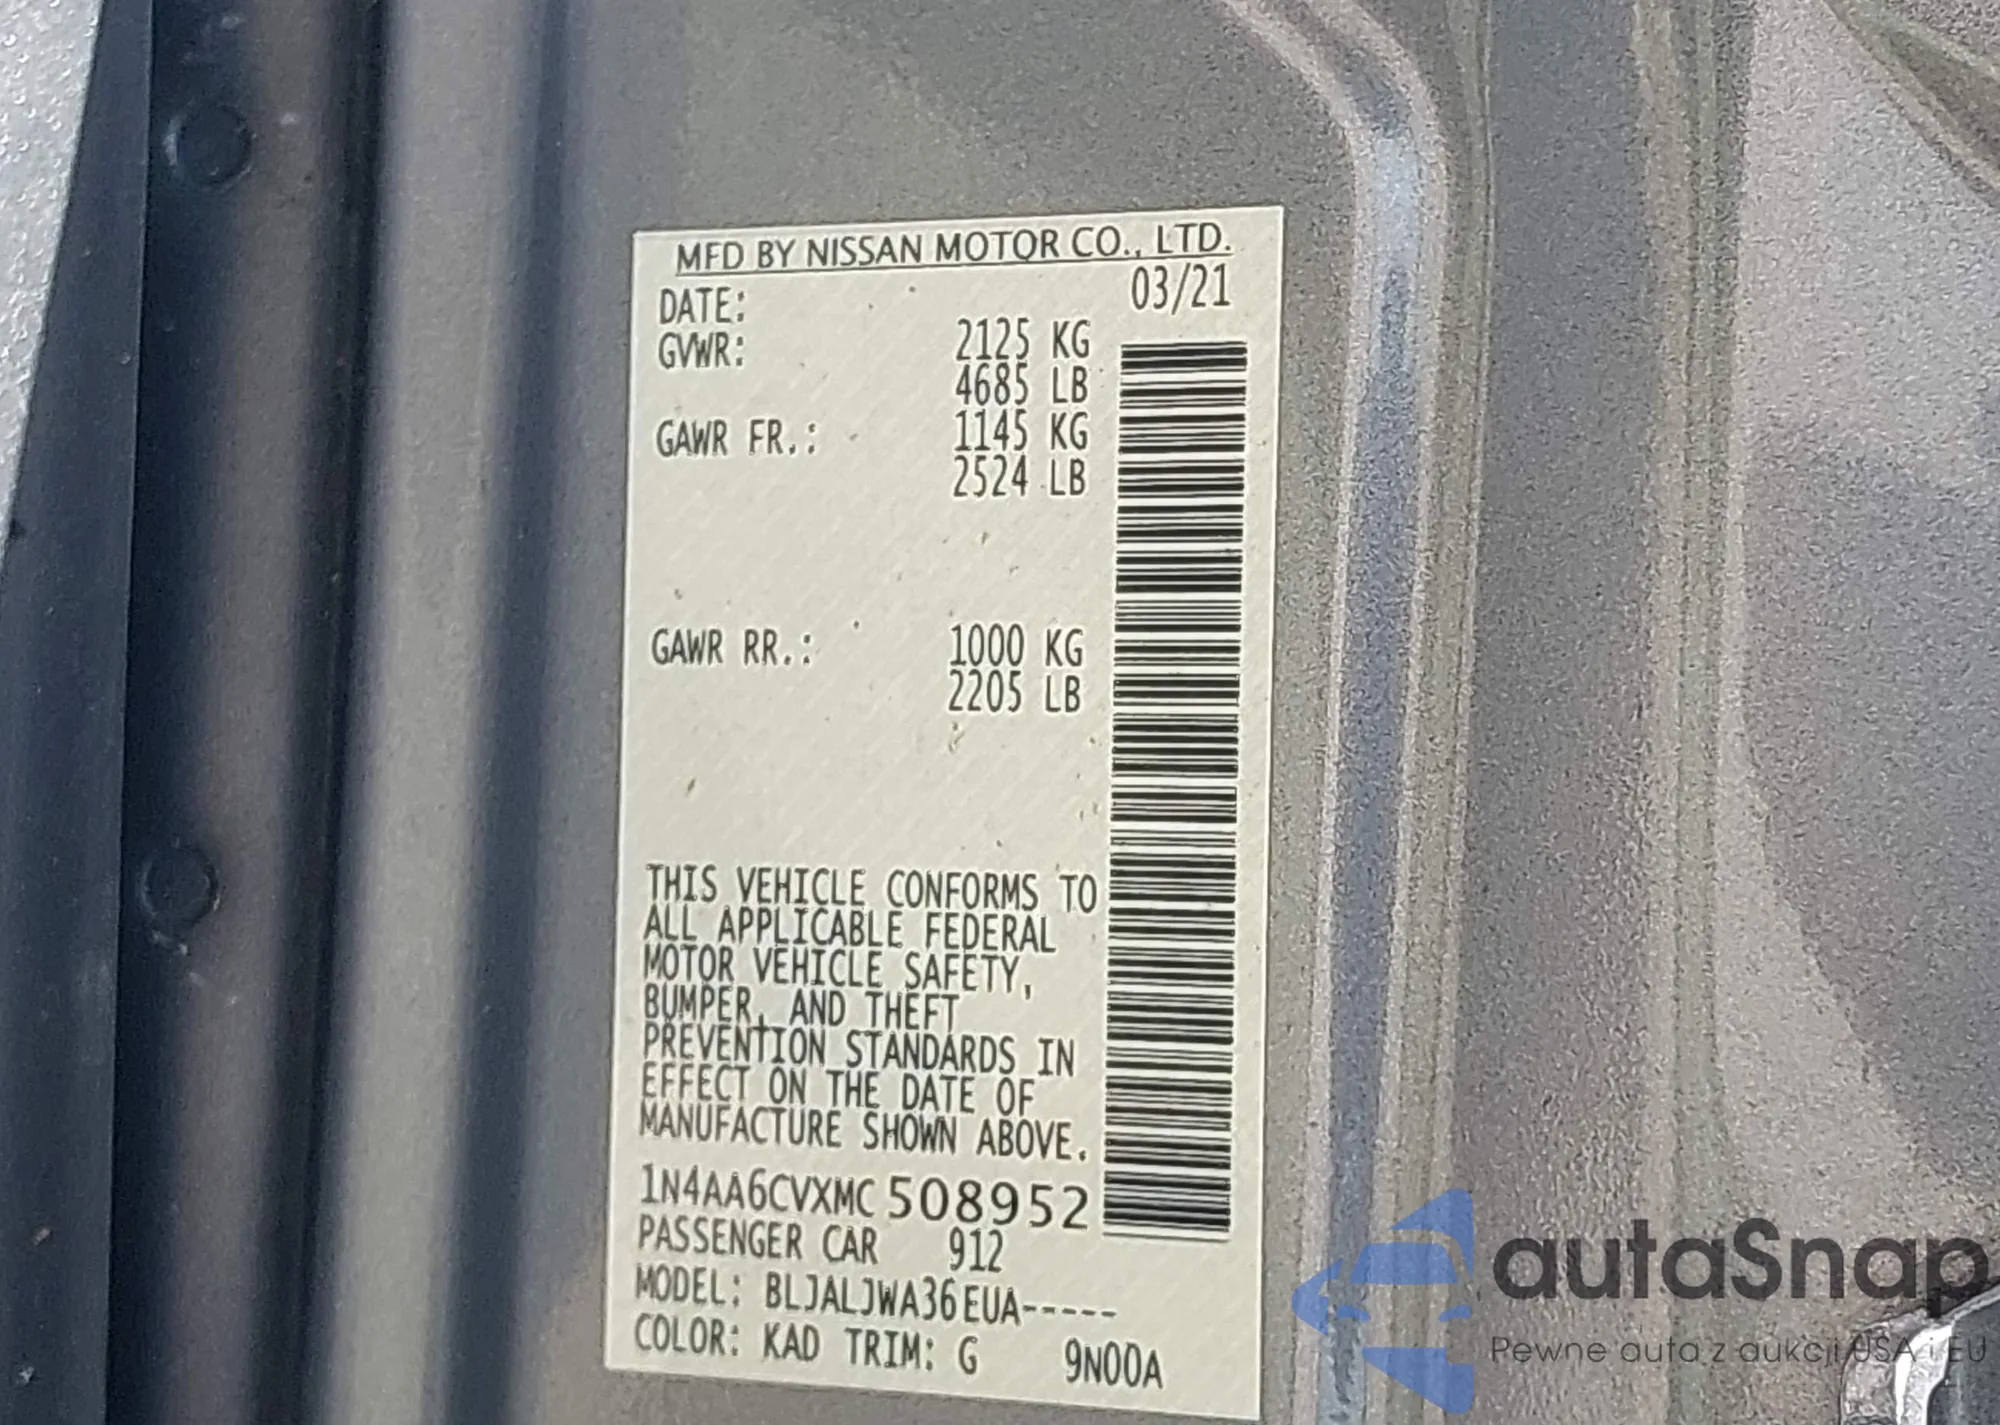 MFD BY NISSAN MOTOR CO., LTD.
DATE: 03/21
GVWR: 2125 KG
4685 LB
GAWR FR.: 1145 KG
2524 LB
GAWR RR.: 1000 KG
2205 LB
THIS VEHICLE CONFORMS TO
ALL APPLICABLE FEDERAL
MOTOR VEHICLE SAFETY,
BUMPER, AND THEFT
PREVENTION STANDARDS IN
EFFECT ON THE DATE OF
MANUFACTURE SHOWN ABOVE.
1N4AA6CVXMC508952
PASSENGER CAR 912
MODEL: BLJALJWA36EUA-----
COLOR: KAD TRIM: G 9N00A
autaSnap
Pewne auta z aukcji USA i EU